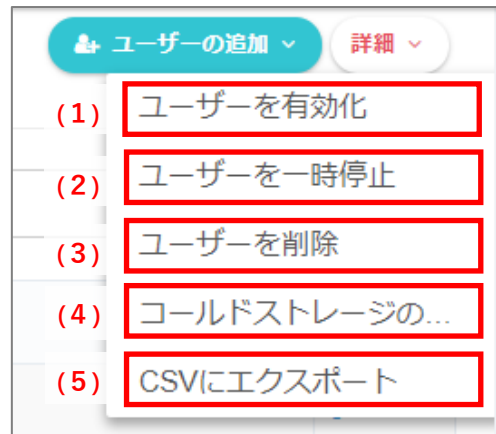 ユーザーの追加
詳細
(1) ユーザーを有効化
(2) ユーザーを一時停止
(3) ユーザーを削除
(4) コールドストレージの...
(5) CSVにエクスポート